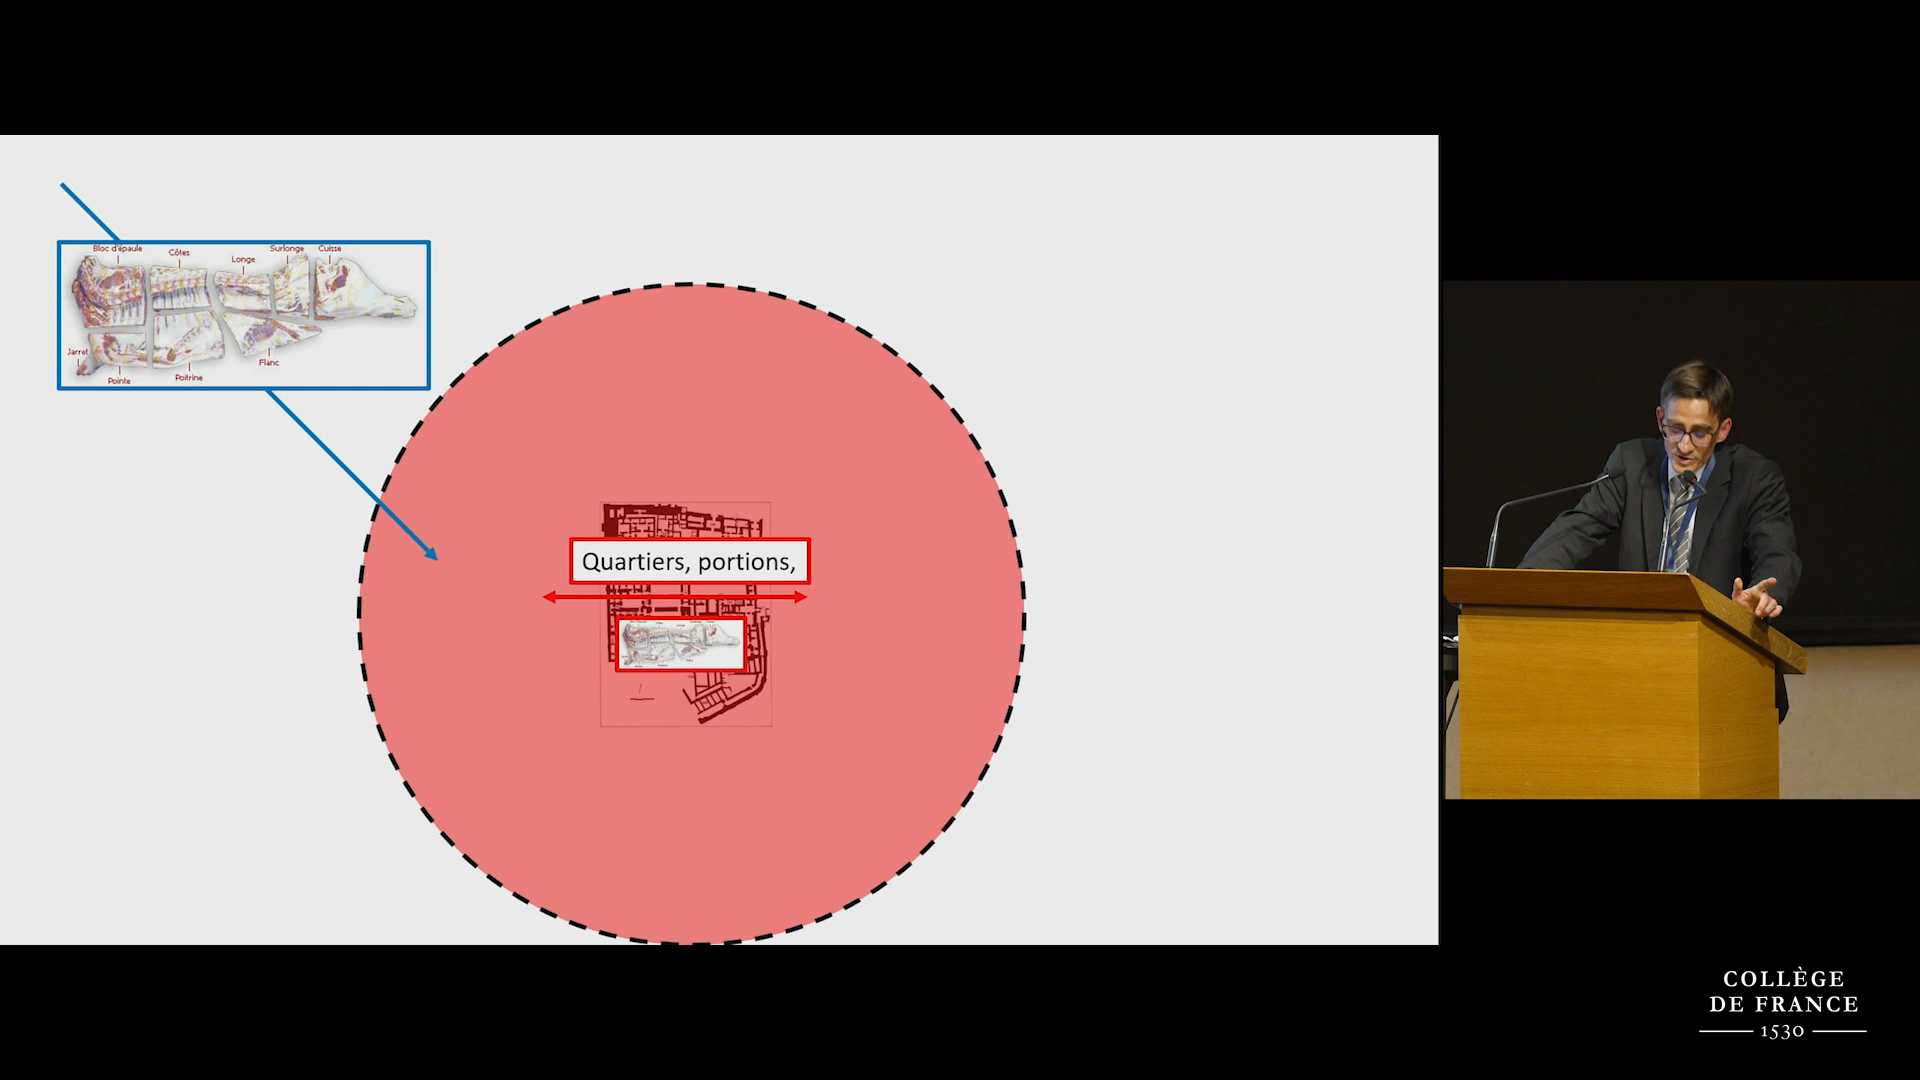 Bloc d'épaule
Côtes
Longe
Surlonge
Cuisse
Jarret
Pointe
Poitrine
Flanc
Quartiers, portions,
COLLÈGE
DE FRANCE
1530